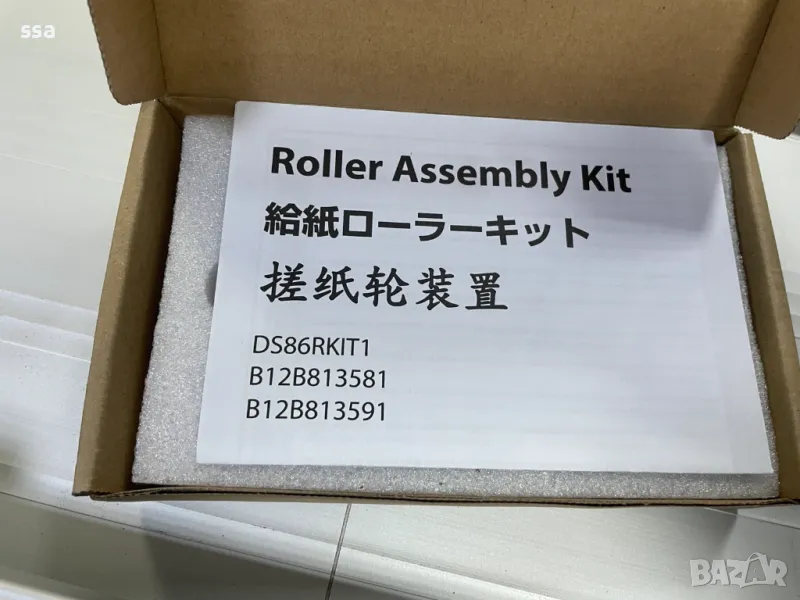 ssa
Roller Assembly Kit
給紙ローラーキット
搓纸轮装置
DS86RKIT1
B12B813581
B12B813591
BAZAR